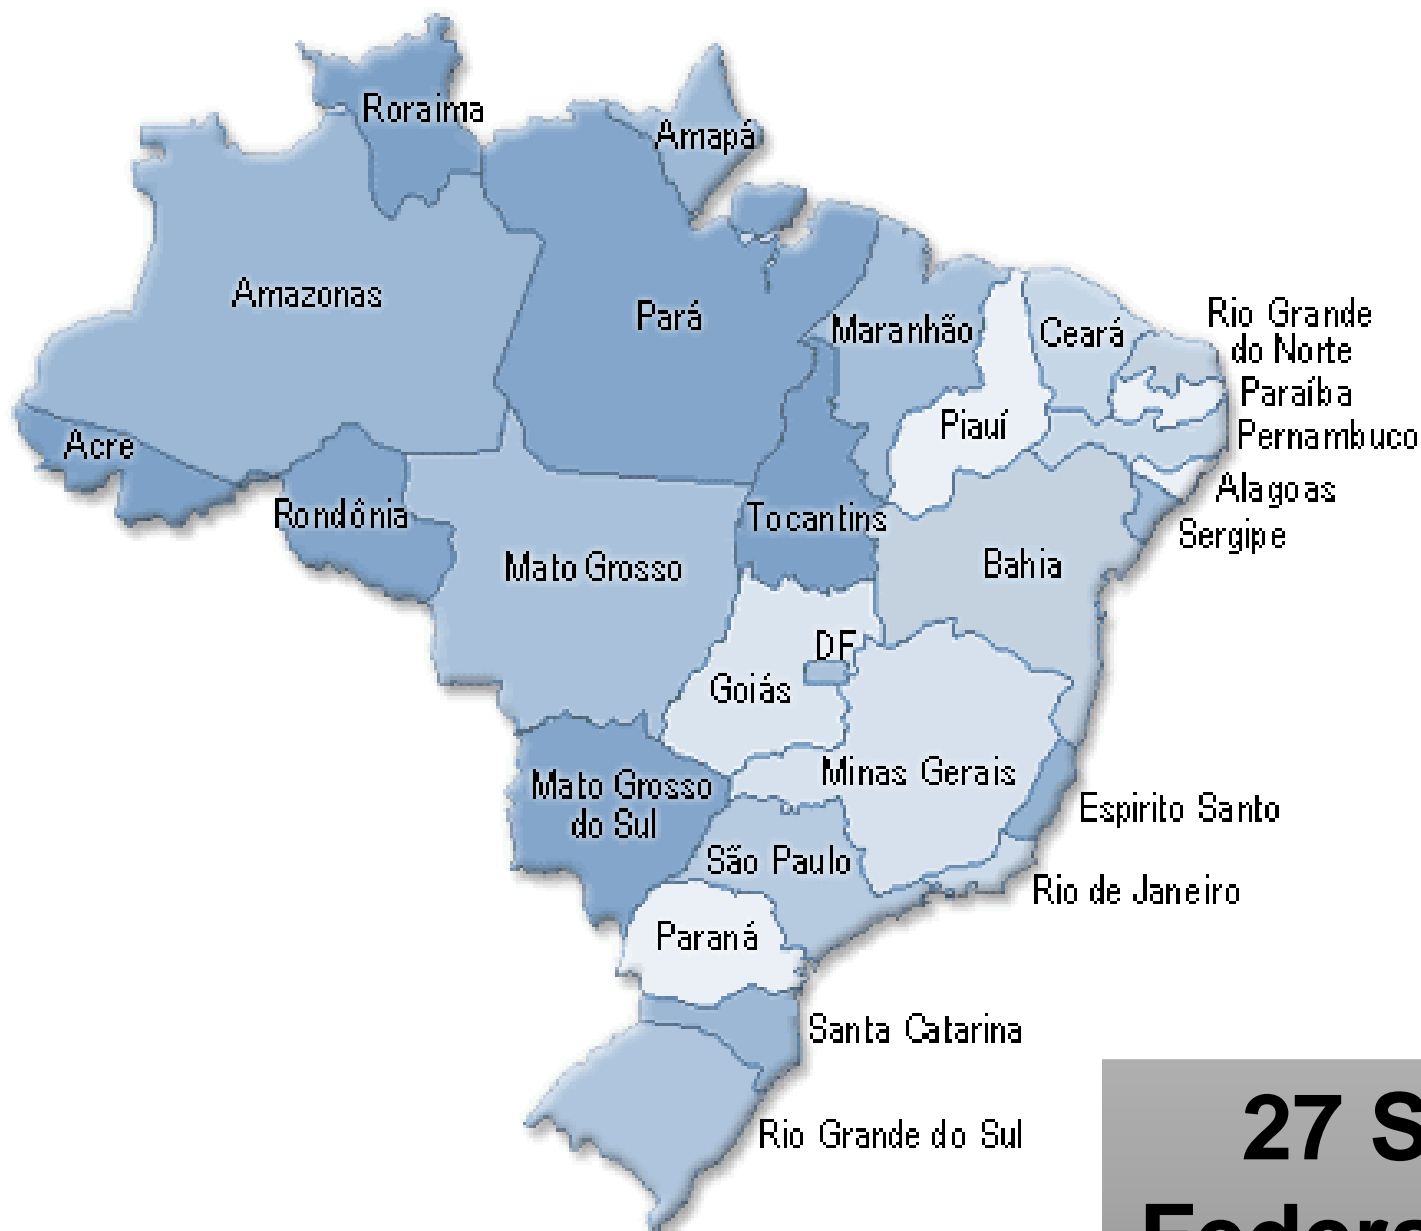 Roraima
Amapá
Amazonas
Pará
Maranhão
Ceará
Rio Grande
do Norte
Paraíba
Piauí
Pernambuco
Acre
Alagoas
Rondônia
Tocantins
Sergipe
Mato Grosso
Bahia
DF
Goiás
Minas Gerais
Mato Grosso
do Sul
Espirito Santo
São Paulo
Rio de Janeiro
Paraná
Santa Catarina
Rio Grande do Sul
27 S